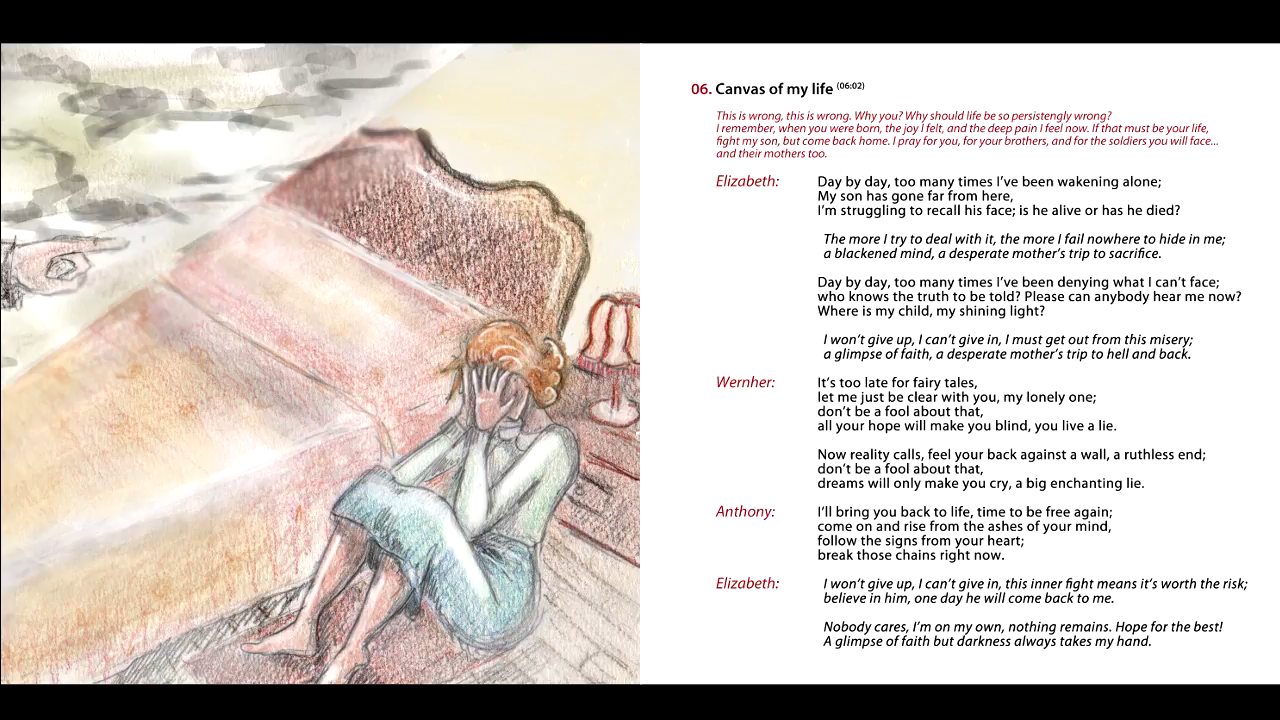 06. Canvas of my life (06:02)
This is wrong, this is wrong. Why you? Why should life be so persistengly wrong?
I remember, when you were born, the joy I felt, and the deep pain I feel now. If that must be your life,
fight my son, but come back home. I pray for you, for your brothers, and for the soldiers you will face...
and their mothers too.
Elizabeth: Day by day, too many times I've been wakening alone;
My son has gone far from here,
I'm struggling to recall his face; is he alive or has he died?
The more I try to deal with it, the more I fail nowhere to hide in me;
a blackened mind, a desperate mother's trip to sacrifice.
Day by day, too many times I've been denying what I can't face;
who knows the truth to be told? Please can anybody hear me now?
Where is my child, my shining light?
I won't give up, I can't give in, I must get out from this misery;
a glimpse of faith, a desperate mother's trip to hell and back.
Wernher: It's too late for fairy tales,
let me just be clear with you, my lonely one;
don't be a fool about that,
all your hope will make you blind, you live a lie.
Now reality calls, feel your back against a wall, a ruthless end;
don't be a fool about that,
dreams will only make you cry, a big enchanting lie.
Anthony: I'll bring you back to life, time to be free again;
come on and rise from the ashes of your mind,
follow the signs from your heart;
break those chains right now.
Elizabeth: I won't give up, I can't give in, this inner fight means it's worth the risk;
believe in him, one day he will come back to me.
Nobody cares, I'm on my own, nothing remains. Hope for the best!
A glimpse of faith but darkness always takes my hand.